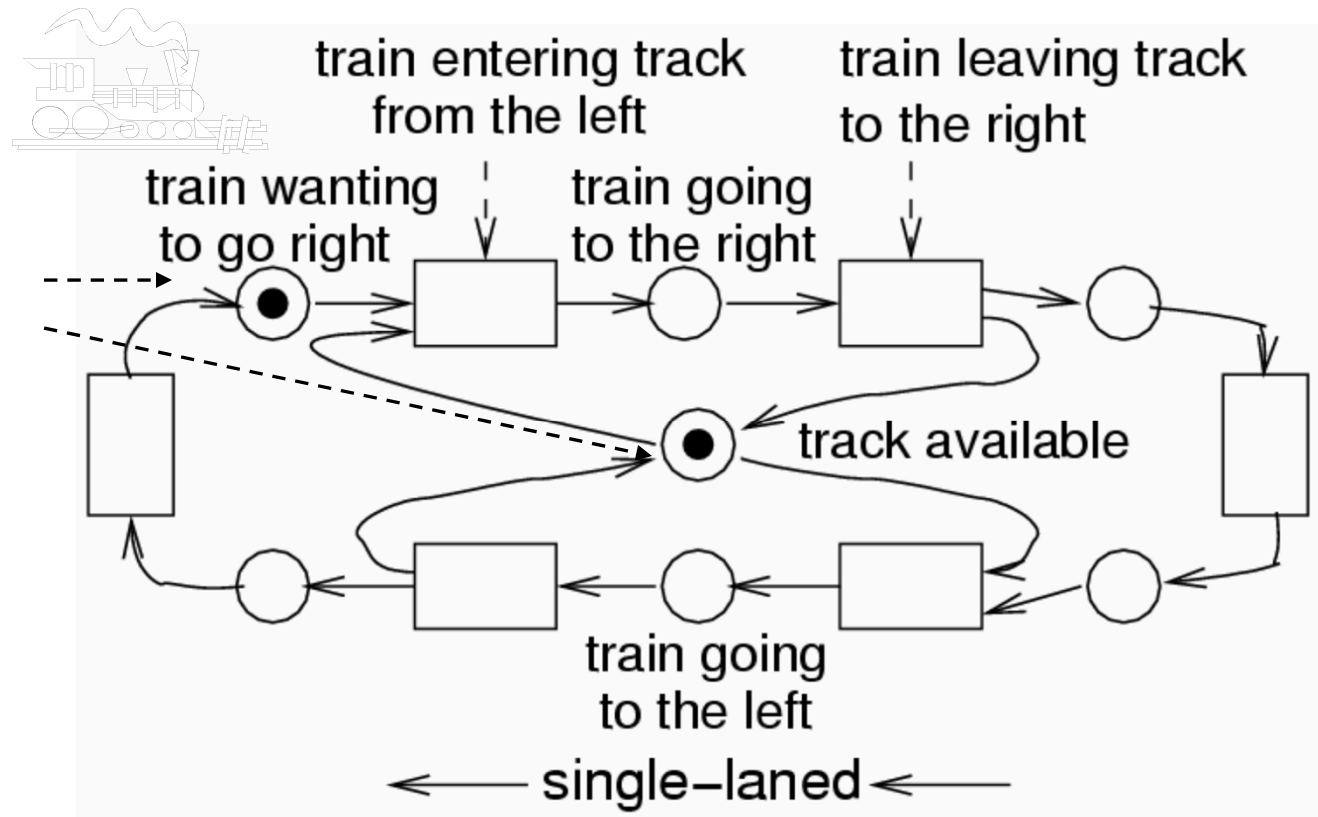 train entering track
from the left
train leaving track
to the right
train wanting
to go right
train going
to the right
track available
train going
to the left
single-laned